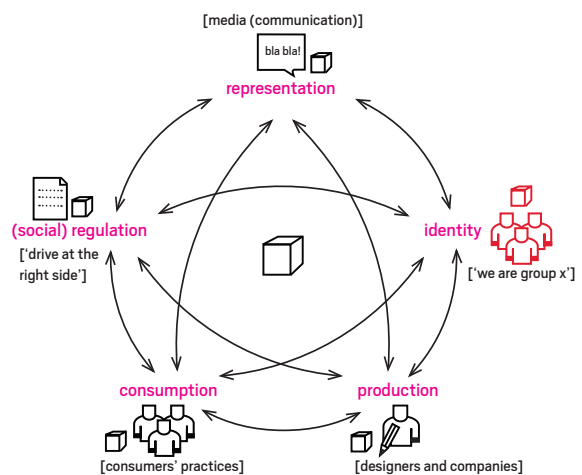 [media (communication)]
bla bla!
representation
(social) regulation
identity
[‘drive at the
right side’]
[‘we are group x’]
consumption
production
[consumers’ practices]
[designers and companies]